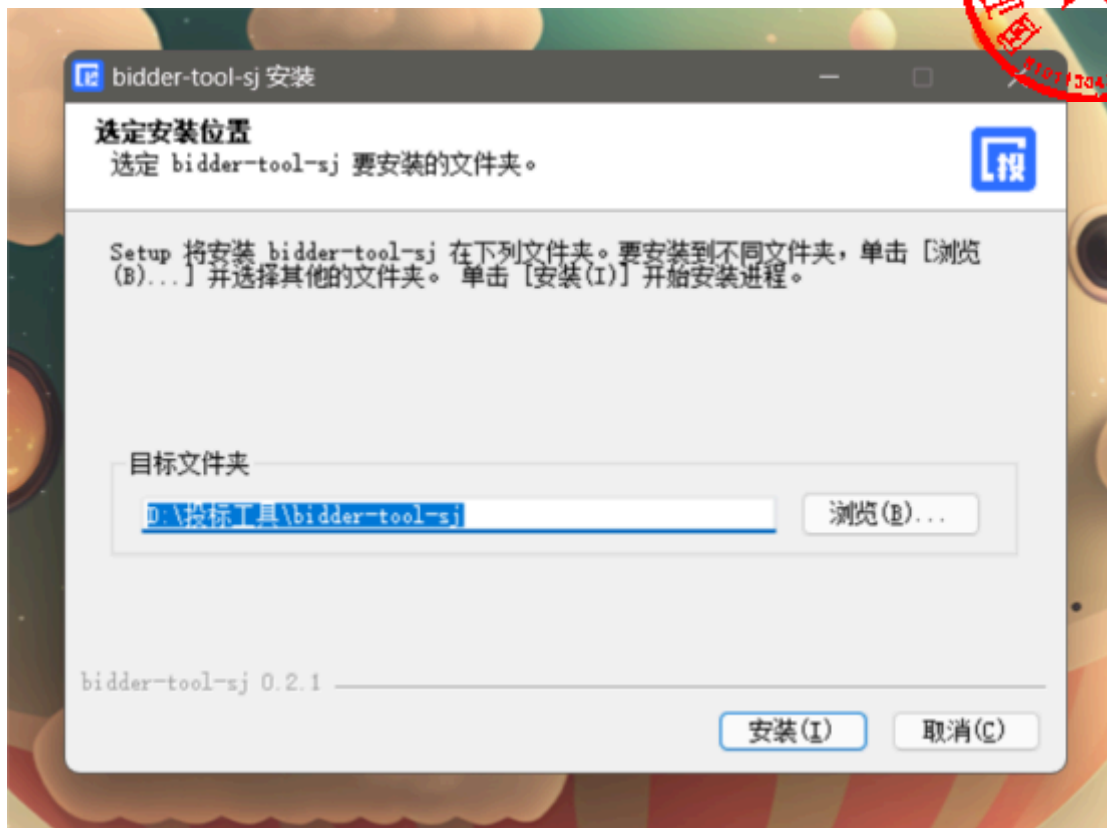 bidder-tool-sj 安装
选定安装位置
选定 bidder-tool-sj 要安装的文件夹。
投
Setup 将安装 bidder-tool-sj 在下列文件夹。要安装到不同文件夹，单击 [浏览
(B)...] 并选择其他的文件夹。 单击 [安装(I)] 开始安装进程。
目标文件夹
D:\投标工具\bidder-tool-sj
浏览(B)...
bidder-tool-sj 0.2.1
安装(I)
取消(C)